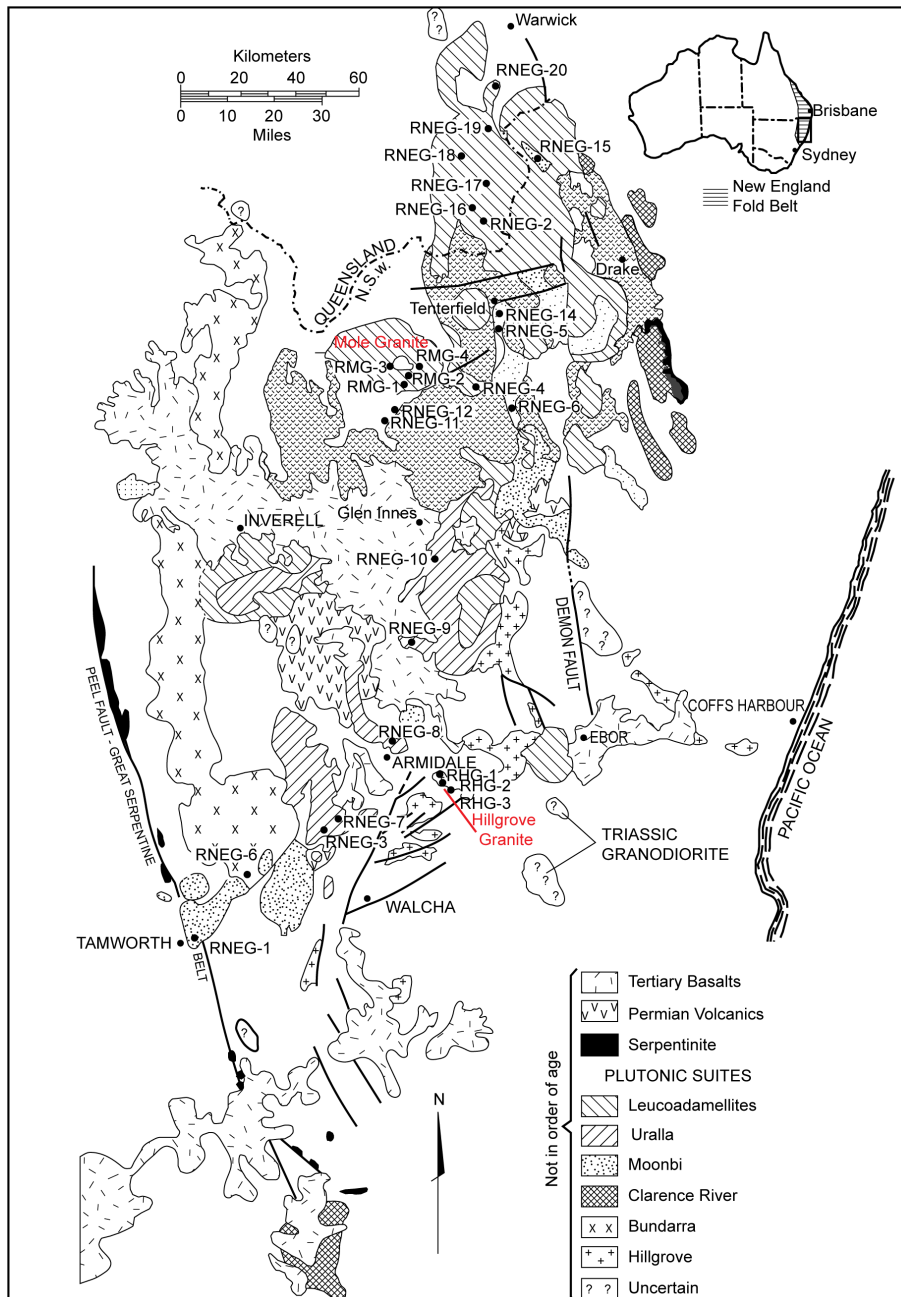 Warwick
?
?
Kilometers
0 20 40 60
0 10 20 30
Miles
RNEG-20
Brisbane
Sydney
New England
Fold Belt
RNEG-19
RNEG-15
RNEG-18
RNEG-17
RNEG-16
RNEG-2
?
QUEENSLAND
N.S.W.
Drake
Tenterfield
RNEG-14
RNEG-5
Mole Granite
RMG-4
RMG-3
RMG-2
RMG-1
RNEG-4
RNEG-12
RNEG-6
RNEG-11
Glen Innes
INVERELL
RNEG-10
DEMON FAULT
?
?
?
?
?
RNEG-9
PEEL FAULT - GREAT SERPENTINE
BELT
COFFS HARBOUR
PACIFIC OCEAN
RNEG-8
EBOR
ARMIDALE
RHG-1
RHG-2
RHG-3
Hillgrove
Granite
RNEG-7
RNEG-3
?
TRIASSIC
GRANODIORITE
?
?
RNEG-6
WALCHA
TAMWORTH
RNEG-1
?
N
Not in order of age
Tertiary Basalts
Permian Volcanics
Serpentinite
PLUTONIC SUITES
Leucoadamellites
Uralla
Moonbi
Clarence River
Bundarra
Hillgrove
? ? Uncertain